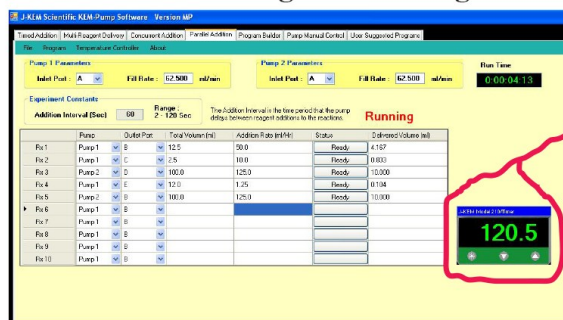 J-KEM Scientific KEM-Pump Software Version MP
Timed Addition Multi Reagent Delivery Concurrent Addition Parallel Addition Program Builder Pump Manual Control User Suggested Programs
File Program Temperature Controller About
Pump 1 Parameters Pump 2 Parameters Run Time
Inlet Port : A Fill Rate : 62.500 ml/min Inlet Port : A Fill Rate : 62.500 ml/min 0:00:04:13
Experiment Constants
Addition Interval (Sec) 60 Range : 2 - 120 Sec
The Addition Interval is the time period that the pump
delays between reagent additions to the reactions.
Running
Pump Outlet Port Total Volume (ml) Addition Rate (ml/Hr) Status Delivered Volume (ml)
Rx 1 Pump 1 B 12.5 50.0 Ready 4.167
Rx 2 Pump 1 C 2.5 10.0 Ready 0.833
Rx 3 Pump 2 D 100.0 125.0 Ready 10.000
Rx 4 Pump 1 E 12.0 1.25 Ready 0.104
Rx 5 Pump 2 B 100.0 125.0 Ready 10.000
Rx 6 Pump 1 B
Rx 7 Pump 1 B
Rx 8 Pump 1 B
Rx 9 Pump 1 B
Rx 10 Pump 1 B
J-KEM Model 210/Timer
120.5